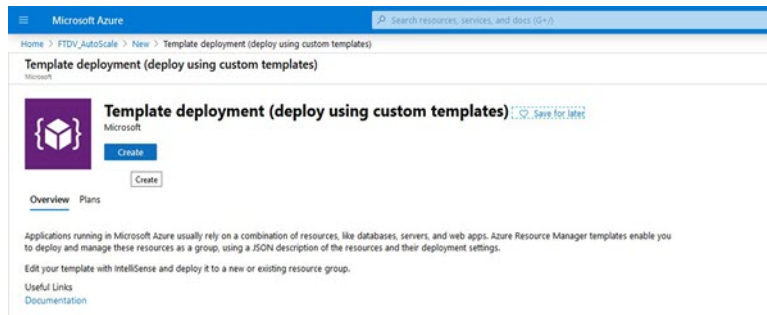 Microsoft Azure
Search resources, services, and docs (G+/)
Home > FTDV_AutoScale > New > Template deployment (deploy using custom templates)
Template deployment (deploy using custom templates)
Microsoft
Template deployment (deploy using custom templates)
Save for later
Microsoft
Create
Create
Overview Plans
Applications running in Microsoft Azure usually rely on a combination of resources, like databases, servers, and web apps. Azure Resource Manager templates enable you
to deploy and manage these resources as a group, using a JSON description of the resources and their deployment settings.
Edit your template with IntelliSense and deploy it to a new or existing resource group.
Useful Links
Documentation